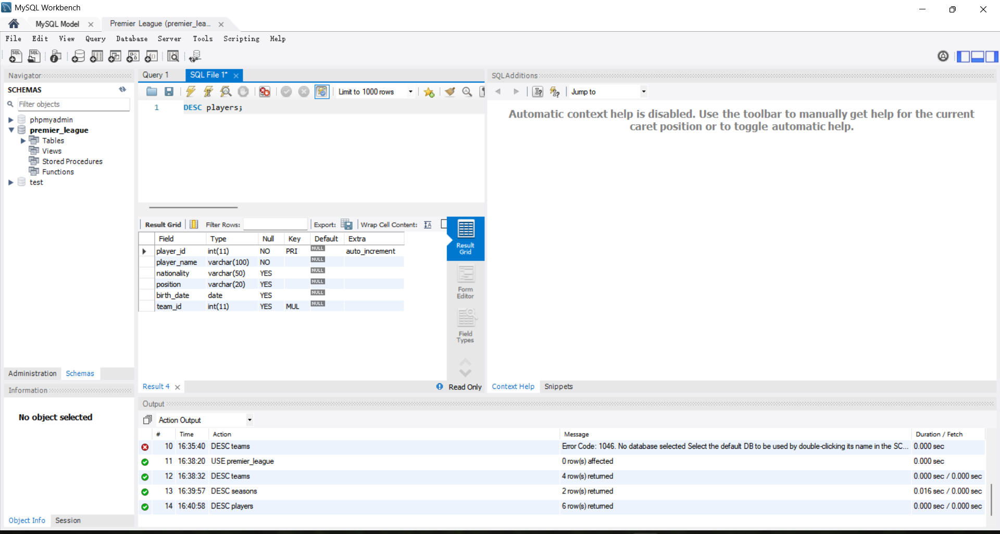 MySQL Workbench
MySQL Model
Premier League (premier_lea...
File Edit View Query Database Server Tools Scripting Help
Navigator
SCHEMAS
Filter objects
phpmyadmin
premier_league
Tables
Views
Stored Procedures
Functions
test
Administration Schemas
Information
No object selected
Object Info Session
Query 1 SQL File 1*
Limit to 1000 rows
1 DESC players;
Result Grid Filter Rows: Export: Wrap Cell Content:
Field Type Null Key Default Extra
player_id int(11) NO PRI NULL auto_increment
player_name varchar(100) NO NULL
nationality varchar(50) YES NULL
position varchar(20) YES NULL
birth_date date YES NULL
team_id int(11) YES MUL NULL
Result
Grid
Form
Editor
Field
Types
Result 4 Read Only
SQLAdditions
Jump to
Automatic context help is disabled. Use the toolbar to manually get help for the current
caret position or to toggle automatic help.
Context Help Snippets
Output
Action Output
# Time Action Message Duration / Fetch
10 16:35:40 DESC teams Error Code: 1046. No database selected Select the default DB to be used by double-clicking its name in the SC... 0.000 sec
11 16:38:20 USE premier_league 0 row(s) affected 0.000 sec
12 16:38:32 DESC teams 4 row(s) returned 0.000 sec / 0.000 sec
13 16:39:57 DESC seasons 2 row(s) returned 0.016 sec / 0.000 sec
14 16:40:58 DESC players 6 row(s) returned 0.000 sec / 0.000 sec